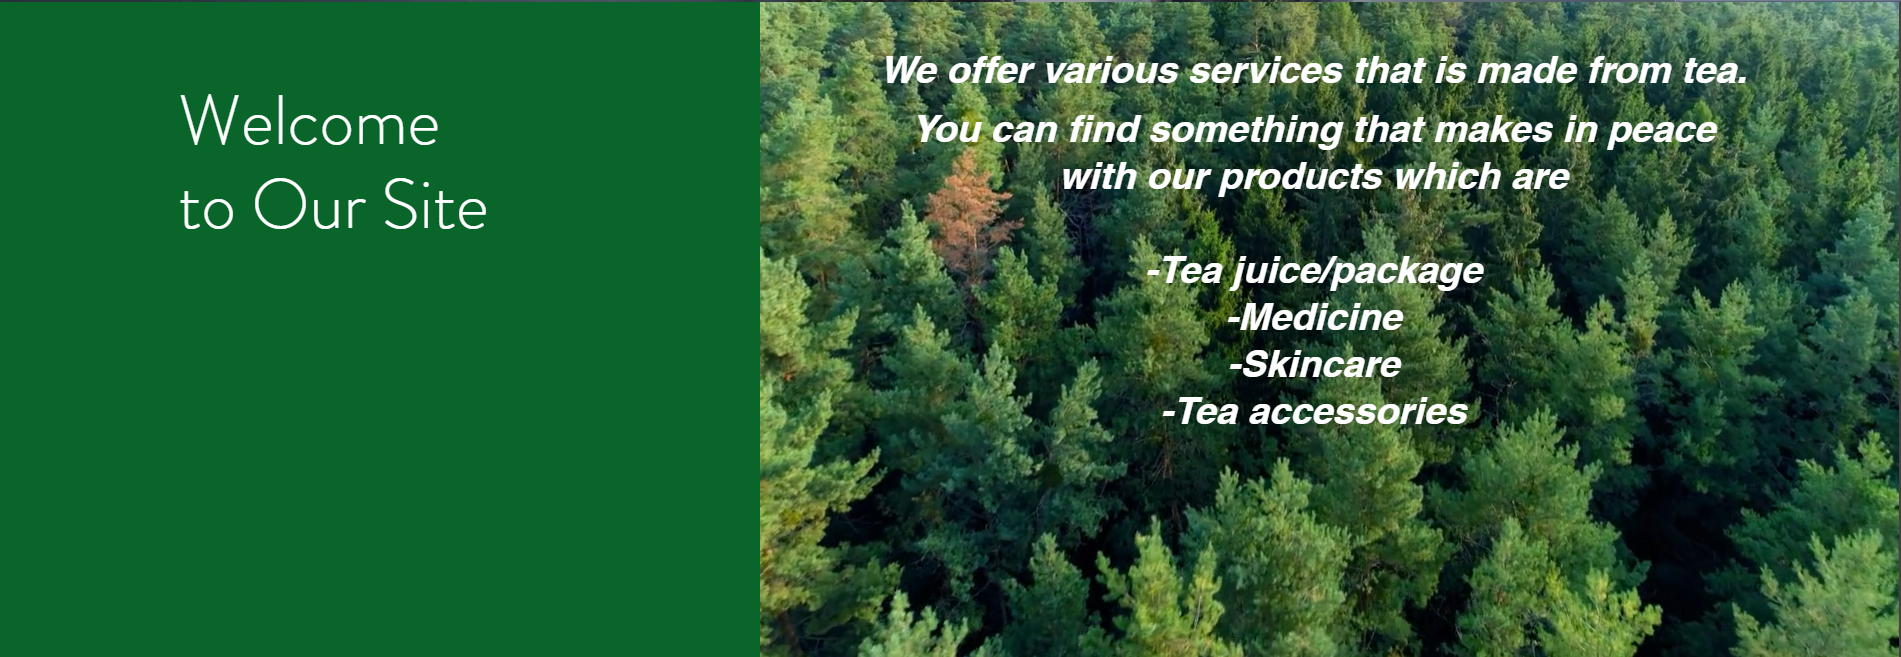 Welcome
to Our Site
We offer various services that is made from tea.
You can find something that makes in peace
with our products which are
-Tea juice/package
-Medicine
-Skincare
-Tea accessories